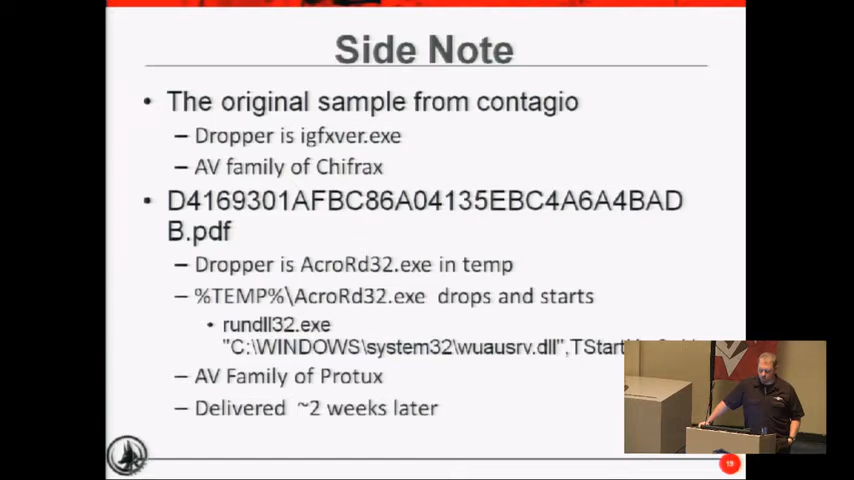 Side Note
• The original sample from contagio
– Dropper is igfxver.exe
– AV family of Chifrax
• D4169301AFBC86A04135EBC4A6A4BAD
B.pdf
– Dropper is AcroRd32.exe in temp
– %TEMP%\AcroRd32.exe drops and starts
• rundll32.exe
"C:\WINDOWS\system32\wuausrv.dll",TStart
– AV Family of Protux
– Delivered ~2 weeks later
19